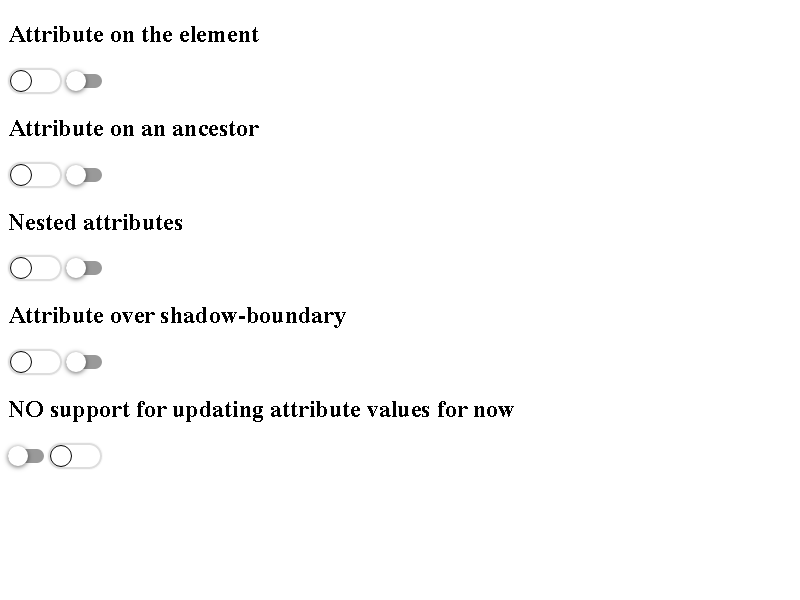 Attribute on the element
Attribute on an ancestor
Nested attributes
Attribute over shadow-boundary
NO support for updating attribute values for now